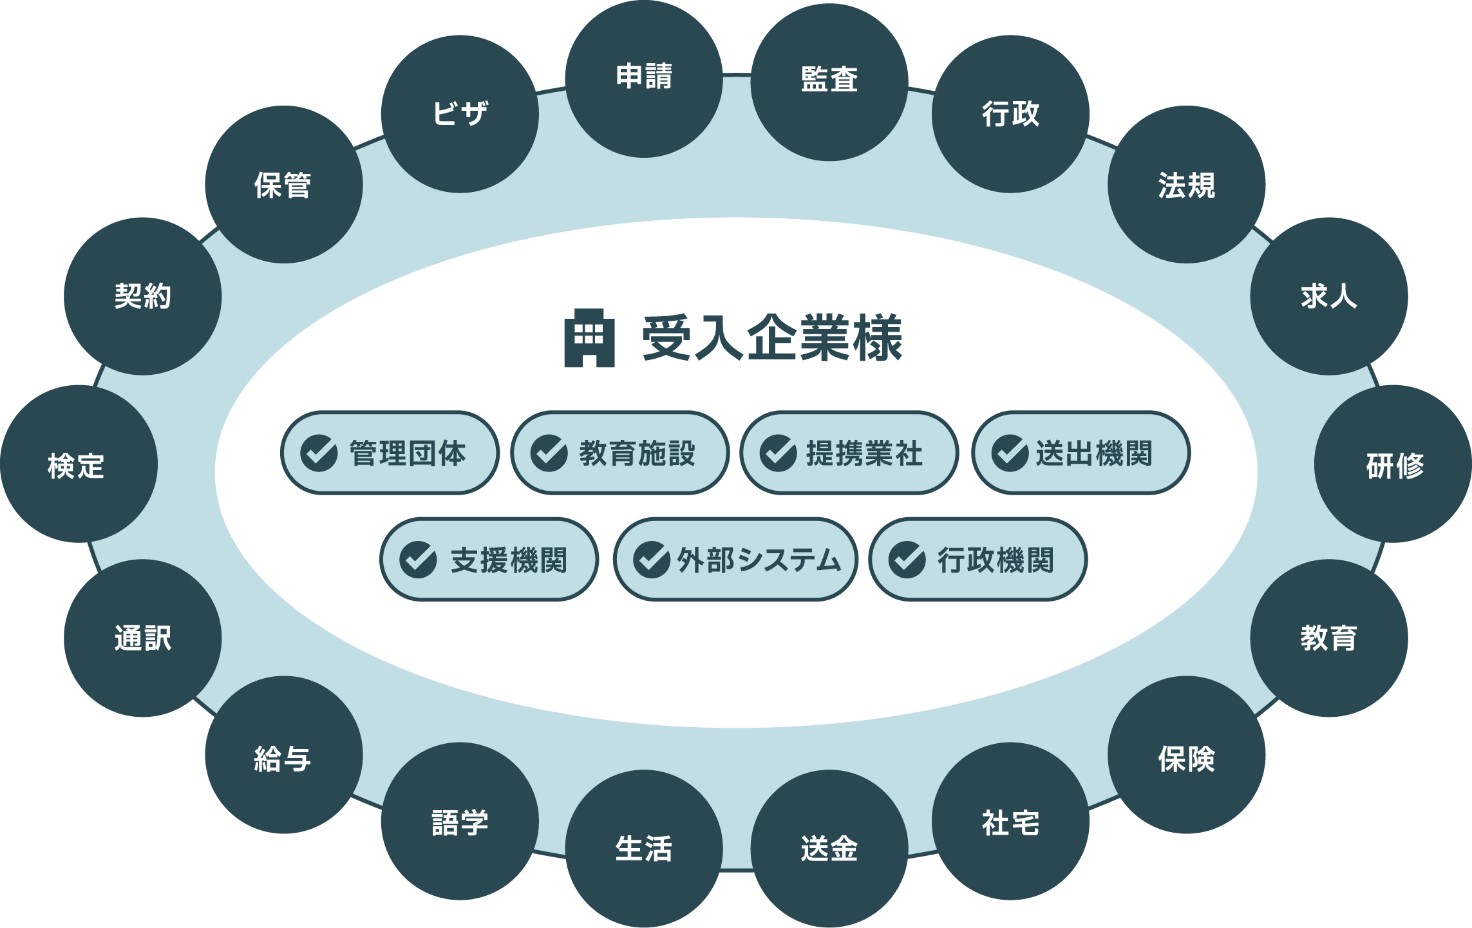 申請
監査
ビザ
行政
保管
法規
契約
求人
受入企業様
管理団体
教育施設
提携業社
送出機関
検定
研修
支援機関
外部システム
行政機関
通訳
教育
給与
保険
語学
社宅
生活
送金